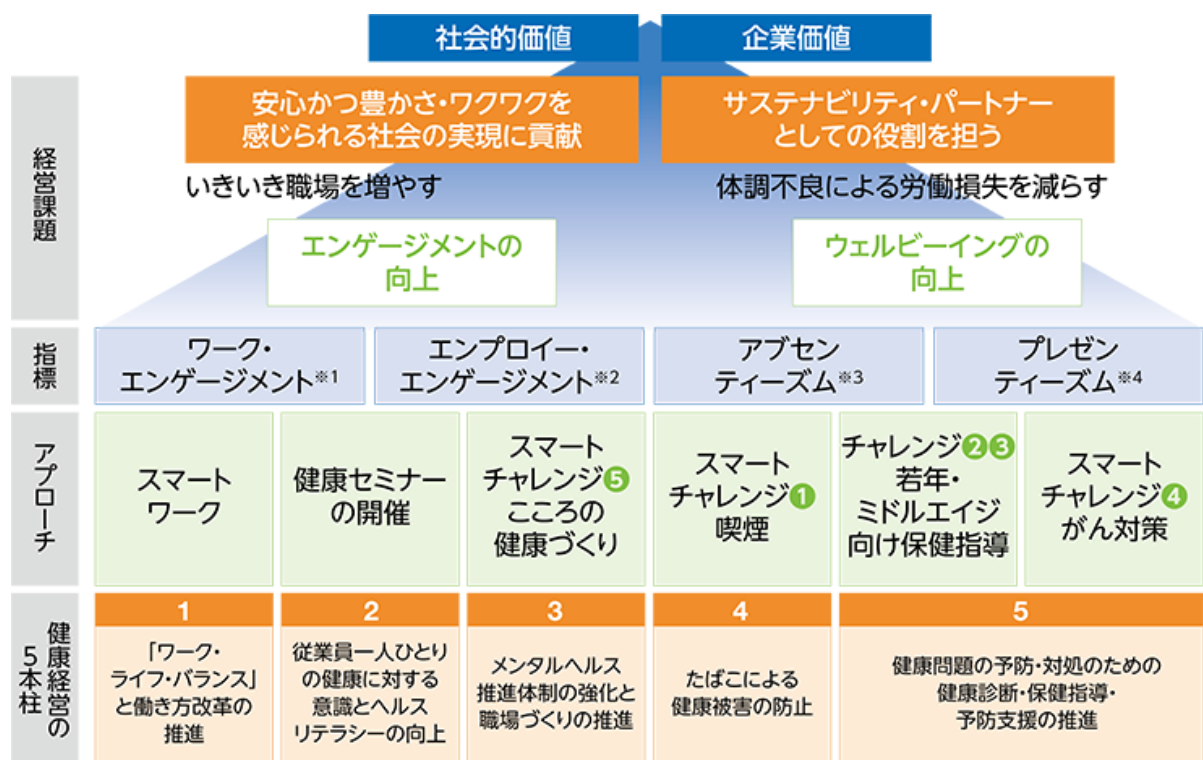 社会的価値
企業価値
経営課題
安心かつ豊かさ・ワクワクを
感じられる社会の実現に貢献
サステナビリティ・パートナー
としての役割を担う
いきいき職場を増やす
体調不良による労働損失を減らす
エンゲージメントの
向上
ウェルビーイングの
向上
指標
ワーク・
エンゲージメント※1
エンプロイー・
エンゲージメント※2
アブセン
ティーズム※3
プレゼン
ティーズム※4
アプローチ
スマート
ワーク
健康セミナー
の開催
スマート
チャレンジ❺
こころの
健康づくり
スマート
チャレンジ❶
喫煙
チャレンジ❷❸
若年・
ミドルエイジ
向け保健指導
スマート
チャレンジ❹
がん対策
健康経営の
5本柱
1
「ワーク・
ライフ・バランス」
と働き方改革の
推進
2
従業員一人ひとり
の健康に対する
意識とヘルス
リテラシーの向上
3
メンタルヘルス
推進体制の強化と
職場づくりの推進
4
たばこによる
健康被害の防止
5
健康問題の予防・対処のための
健康診断・保健指導・
予防支援の推進